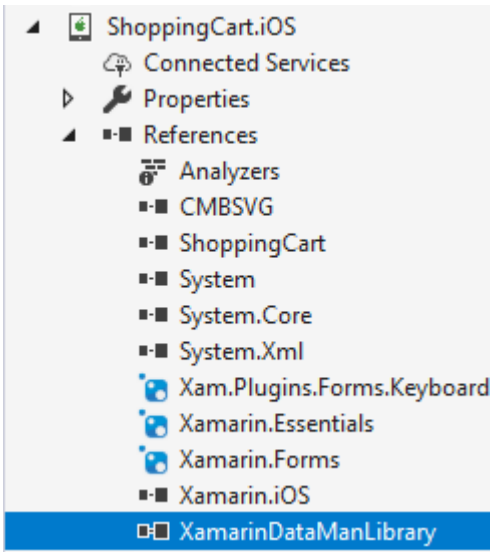 ShoppingCart.iOS
Connected Services
Properties
References
Analyzers
CMBSVG
ShoppingCart
System
System.Core
System.Xml
Xam.Plugins.Forms.Keyboard
Xamarin.Essentials
Xamarin.Forms
Xamarin.iOS
XamarinDataManLibrary